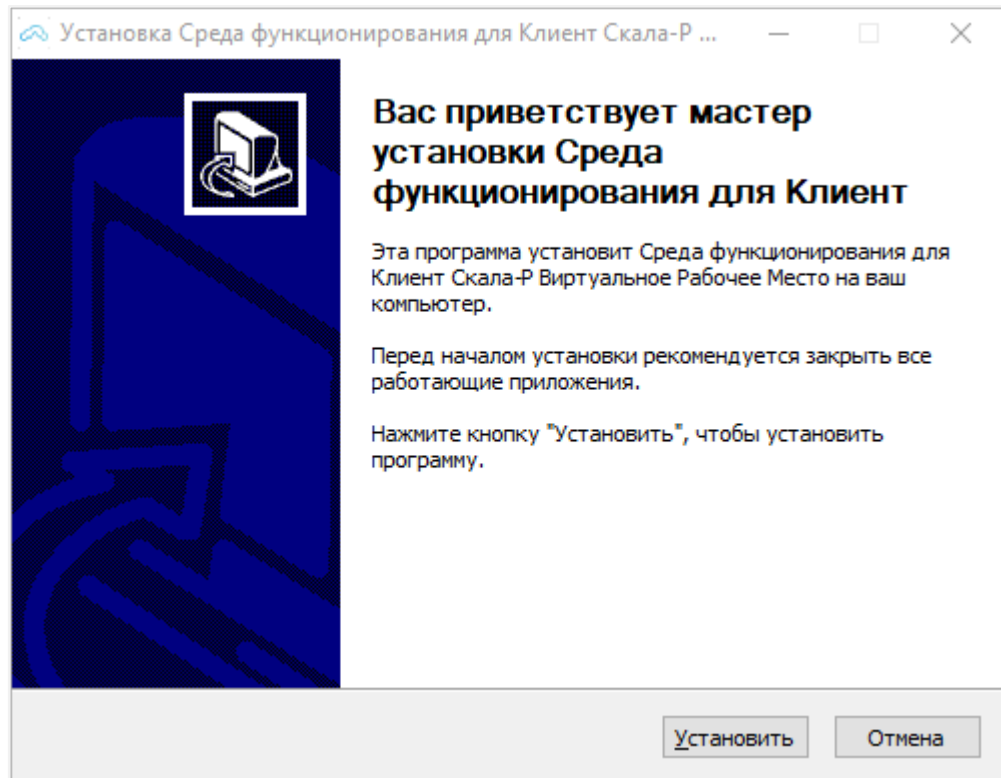 Установка Среда функционирования для Клиент Скала-Р ...
Вас приветствует мастер
установки Среда
функционирования для Клиент
Эта программа установит Среда функционирования для
Клиент Скала-Р Виртуальное Рабочее Место на ваш
компьютер.
Перед началом установки рекомендуется закрыть все
работающие приложения.
Нажмите кнопку "Установить", чтобы установить
программу.
Установить Отмена